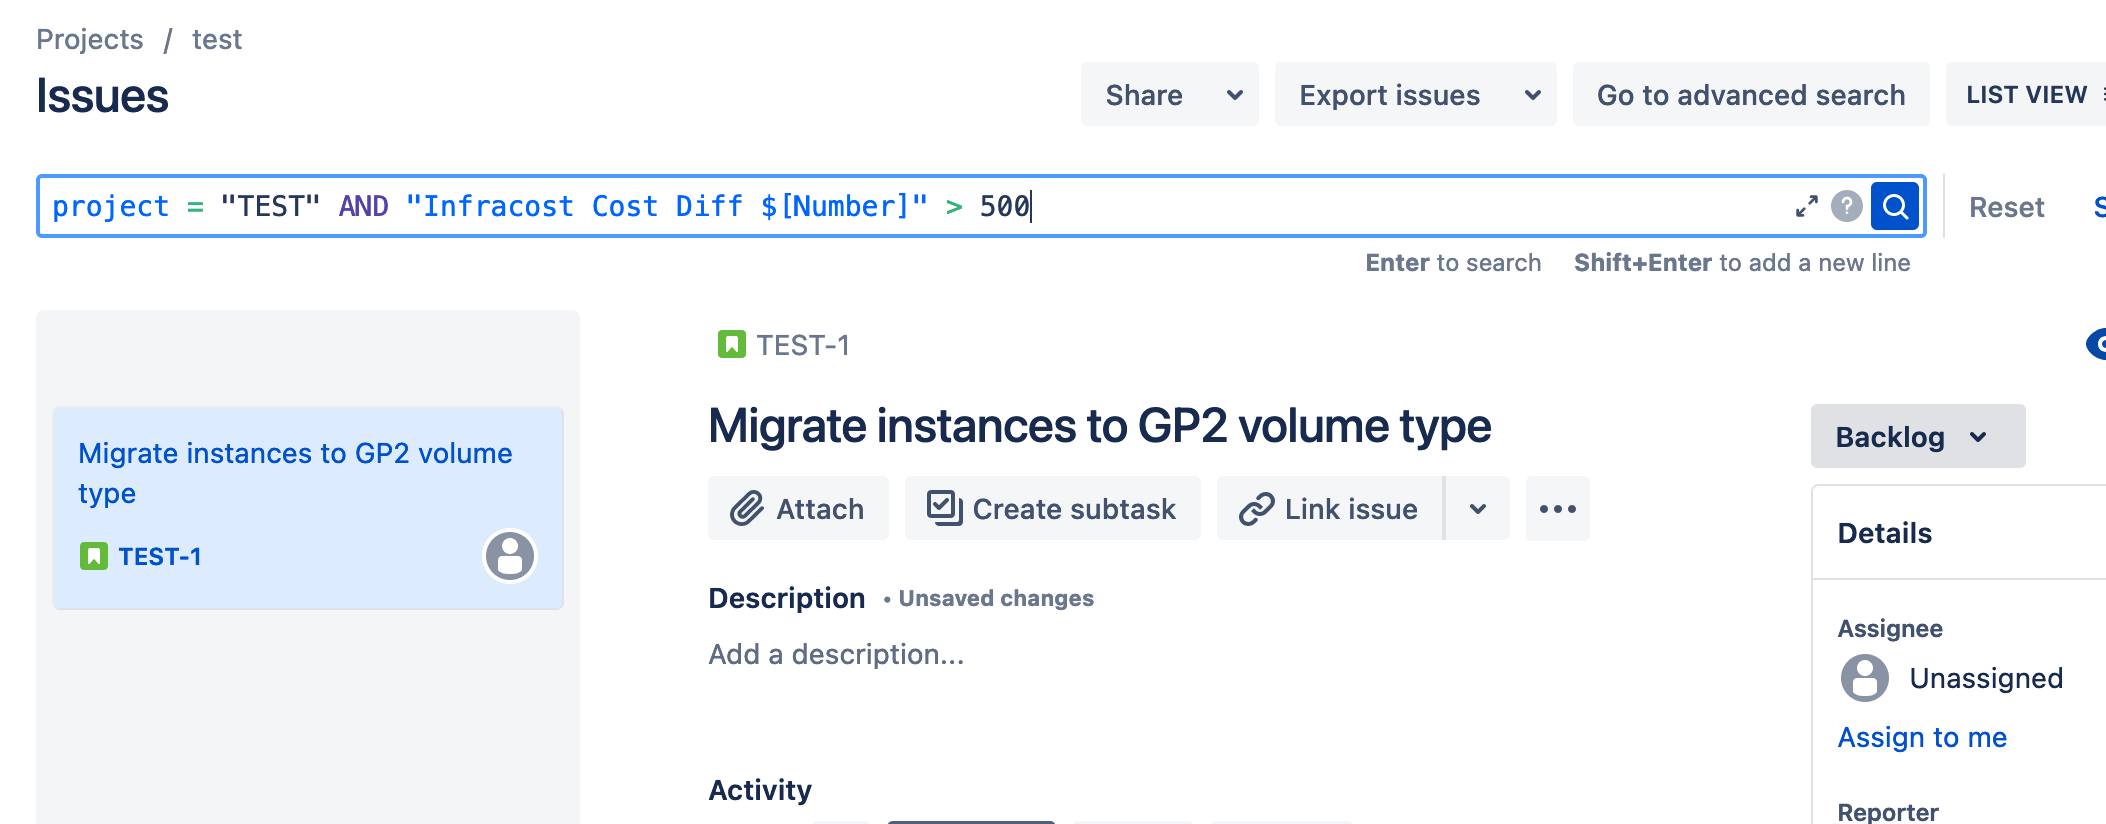 Projects / test
Issues
Share
Export issues
Go to advanced search
LIST VIEW
project = "TEST" AND "Infracost Cost Diff $[Number]" > 500
?
Reset
Enter to search
Shift+Enter to add a new line
Migrate instances to GP2 volume
type
TEST-1
TEST-1
Migrate instances to GP2 volume type
Attach
Create subtask
Link issue
Description • Unsaved changes
Add a description...
Activity
Backlog
Details
Assignee
Unassigned
Assign to me
Reporter